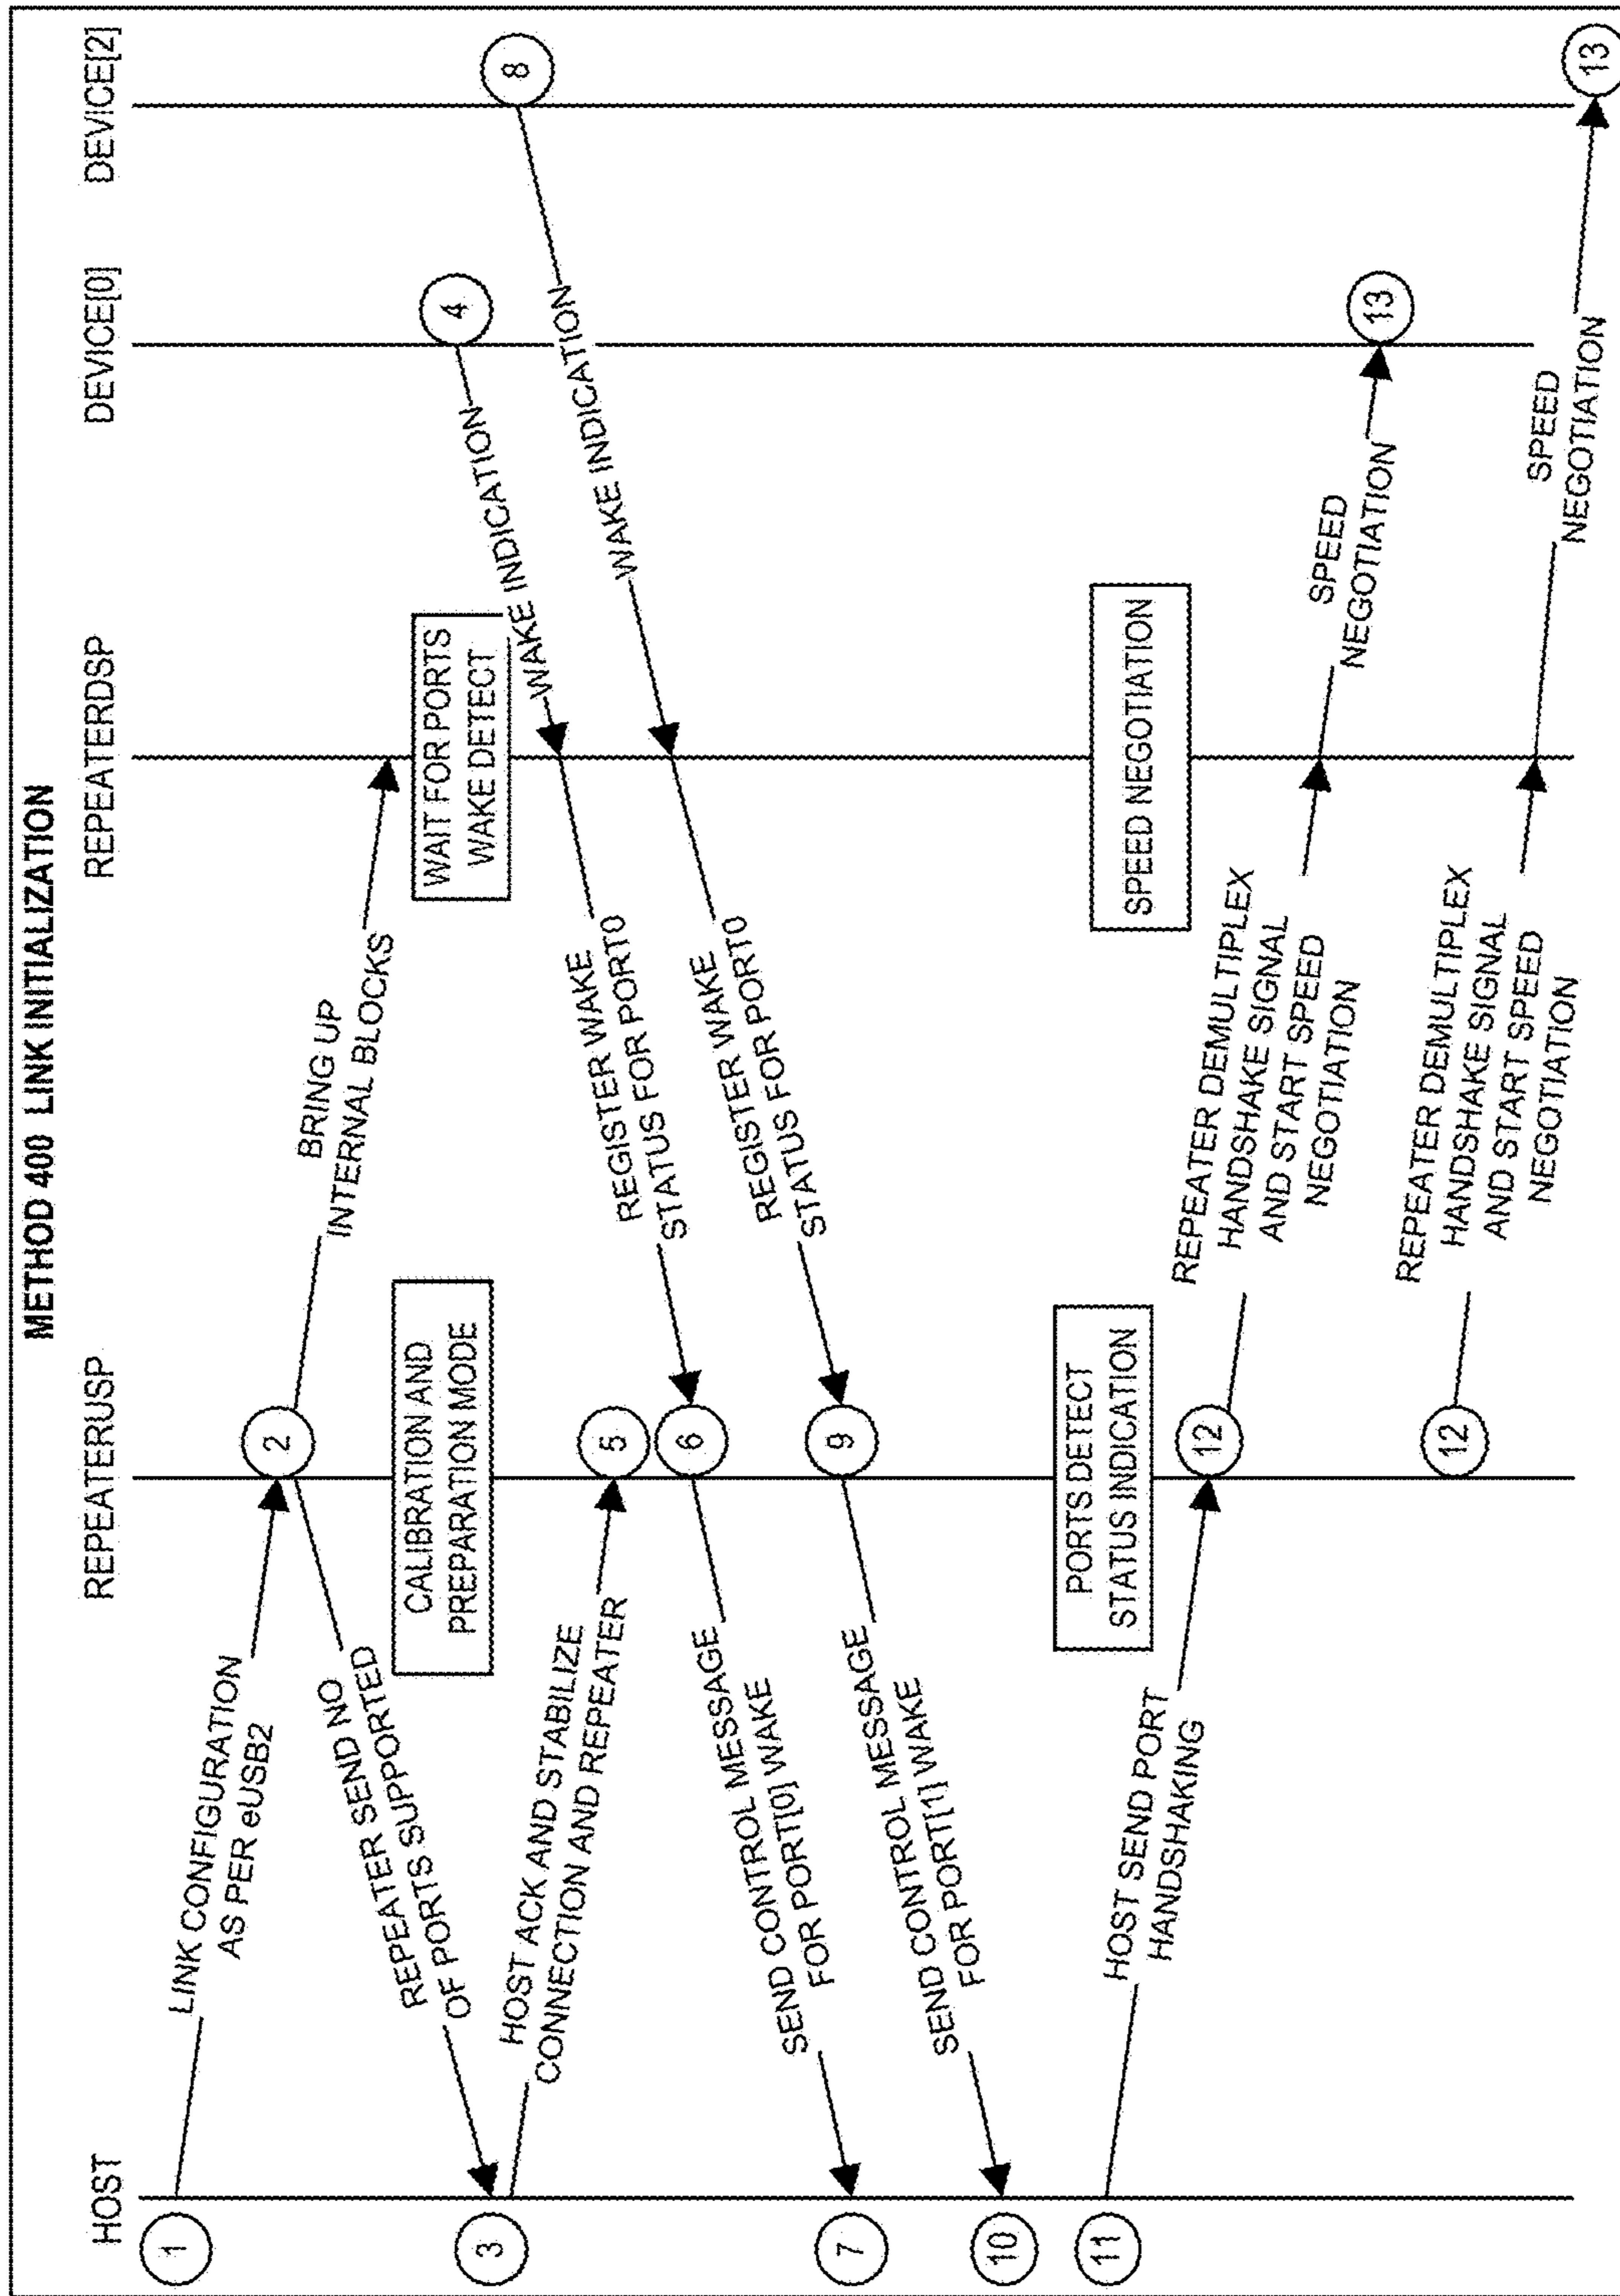 METHOD 400 LINK INITIALIZATION
HOST
REPEATERUSP
REPEATERDSP
DEVICE[0]
DEVICE[2]
1
LINK CONFIGURATION
AS PER eUSB2
2
BRING UP
INTERNAL BLOCKS
REPEATER SEND NO
OF PORTS SUPPORTED
3
CALIBRATION AND
PREPARATION MODE
WAIT FOR PORTS
WAKE DETECT
4
WAKE INDICATION
8
WAKE INDICATION
HOST ACK AND STABILIZE
CONNECTION AND REPEATER
5
REGISTER WAKE
STATUS FOR PORT0
6
SEND CONTROL MESSAGE
FOR PORT[0] WAKE
7
REGISTER WAKE
STATUS FOR PORT0
9
SEND CONTROL MESSAGE
FOR PORT[1] WAKE
10
PORTS DETECT
STATUS INDICATION
SPEED NEGOTIATION
11
HOST SEND PORT
HANDSHAKING
12
REPEATER DEMULTIPLEX
HANDSHAKE SIGNAL
AND START SPEED
NEGOTIATION
SPEED
NEGOTIATION
13
12
REPEATER DEMULTIPLEX
HANDSHAKE SIGNAL
AND START SPEED
NEGOTIATION
SPEED
NEGOTIATION
13